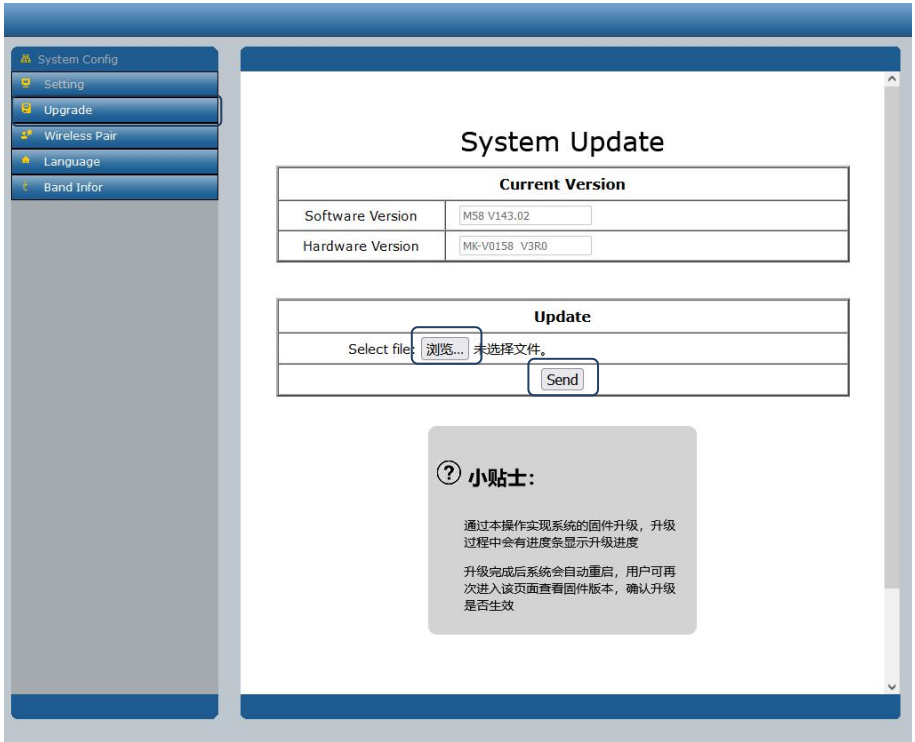 System Config
Setting
Upgrade
Wireless Pair
Language
Band Infor
System Update
Current Version
Software Version M58 V143.02
Hardware Version MK-V0158 V3R0
Update
Select file: 浏览... 未选择文件。
Send
? 小贴士：
通过本操作实现系统的固件升级，升级
过程中会有进度条显示升级进度
升级完成后系统会自动重启，用户可再
次进入该页面查看固件版本，确认升级
是否生效